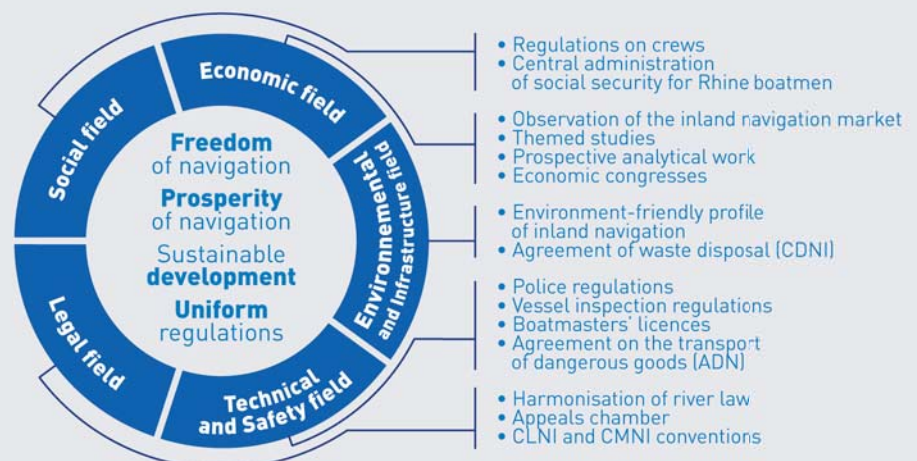 Social field
Economic field
Environnemental
and Infrastructure field
Technical
and Safety field
Legal field
Freedom
of navigation
Prosperity
of navigation
Sustainable
development
Uniform
regulations
• Regulations on crews
• Central administration
of social security for Rhine boatmen
• Observation of the inland navigation market
• Themed studies
• Prospective analytical work
• Economic congresses
• Environment-friendly profile
of inland navigation
• Agreement of waste disposal (CDNI)
• Police regulations
• Vessel inspection regulations
• Boatmasters' licences
• Agreement on the transport
of dangerous goods (ADN)
• Harmonisation of river law
• Appeals chamber
• CLNI and CMNI conventions